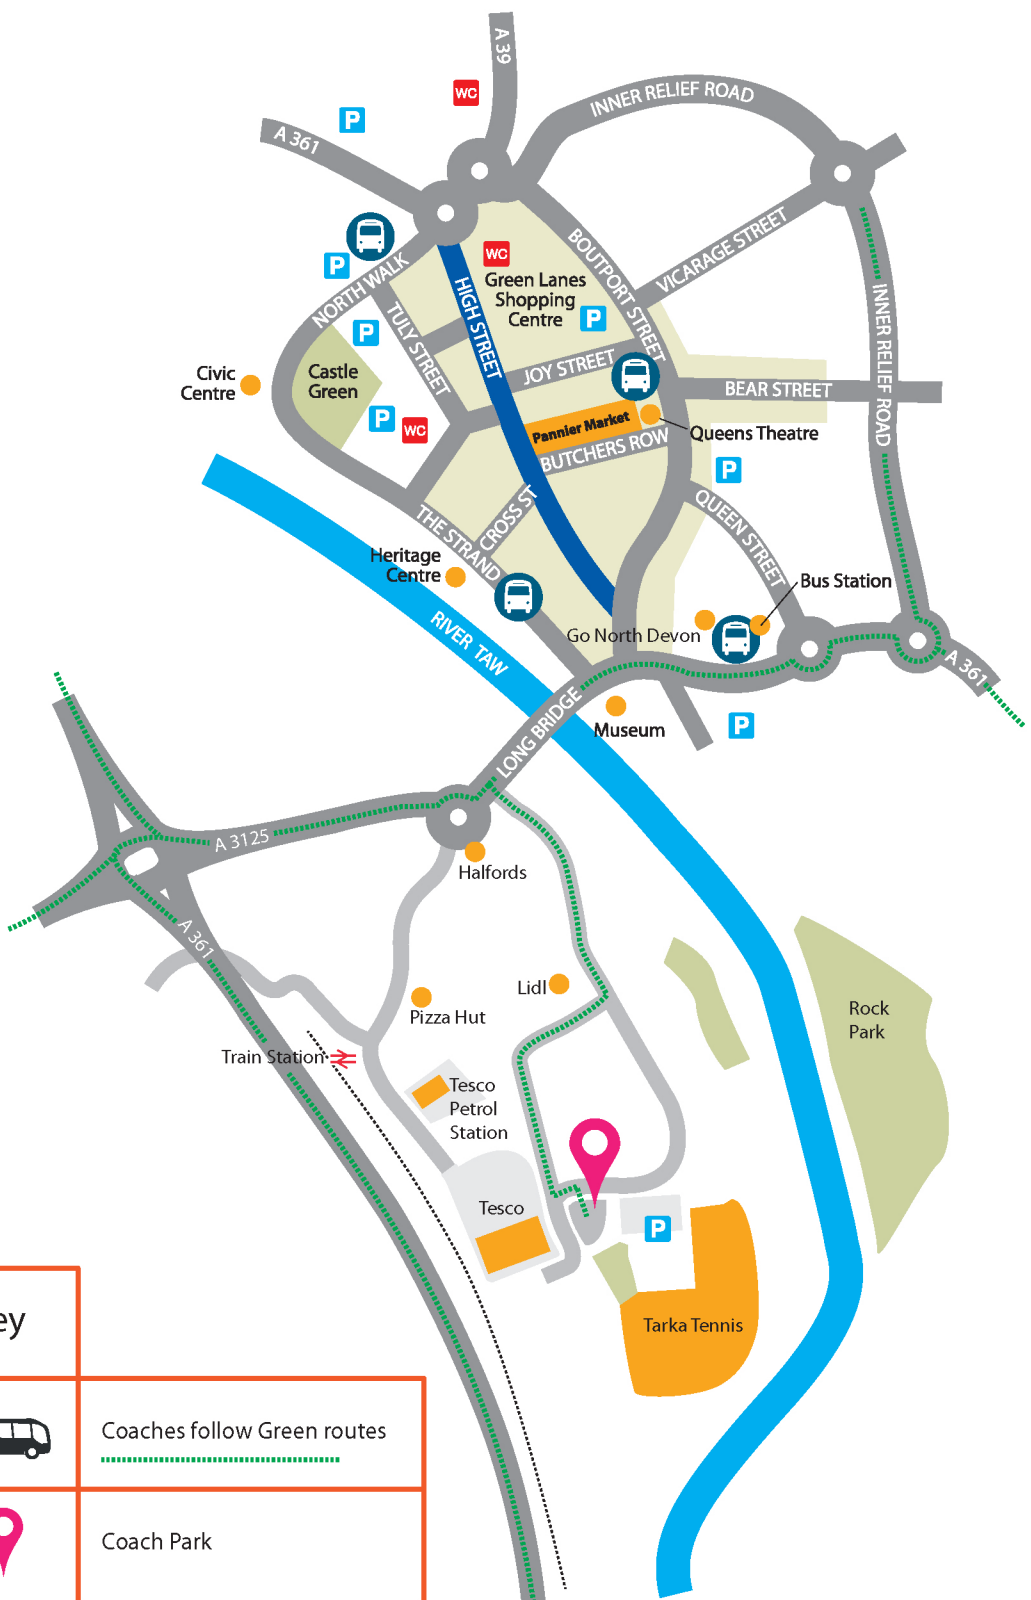 A 39
WC
INNER RELIEF ROAD
P
A 361
BOUTPORT STREET
VICARAGE STREET
WC
P
NORTH WALK
Green Lanes
Shopping
Centre
HIGH STREET
P
INNER RELIEF ROAD
TULY STREET
P
JOY STREET
Civic
Centre
Castle
Green
BEAR STREET
P
WC
Pannier Market
Queens Theatre
BUTCHERS ROW
P
CROSS ST
QUEEN STREET
THE STRAND
Heritage
Centre
Bus Station
RIVER TAW
Go North Devon
A 361
LONG BRIDGE
Museum
P
A 3125
Halfords
A 361
Lidl
Pizza Hut
Rock
Park
Train Station
Tesco
Petrol
Station
Tesco
P
Tarka Tennis
ey
Coaches follow Green routes
Coach Park